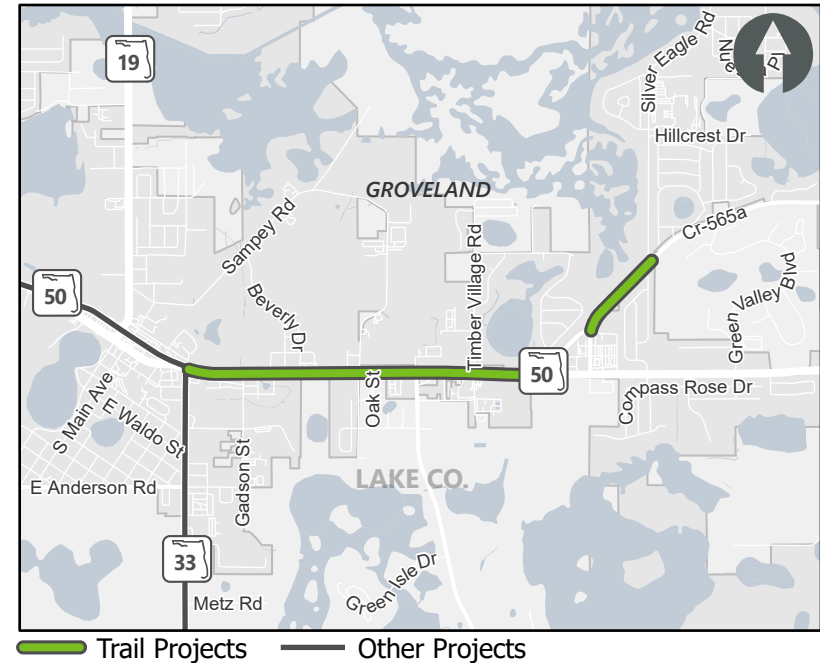 Silver Eagle Rd
19
Hillcrest Dr
GROVELAND
Sampey Rd
Cr-565a
Timber Village Rd
Green Valley Blvd
50
Beverly Dr
50
Oak St
Compass Rose Dr
S Main Ave
E Waldo St
Gadson St
LAKE CO.
E Anderson Rd
33
Green Isle Dr
Metz Rd
Trail Projects
Other Projects